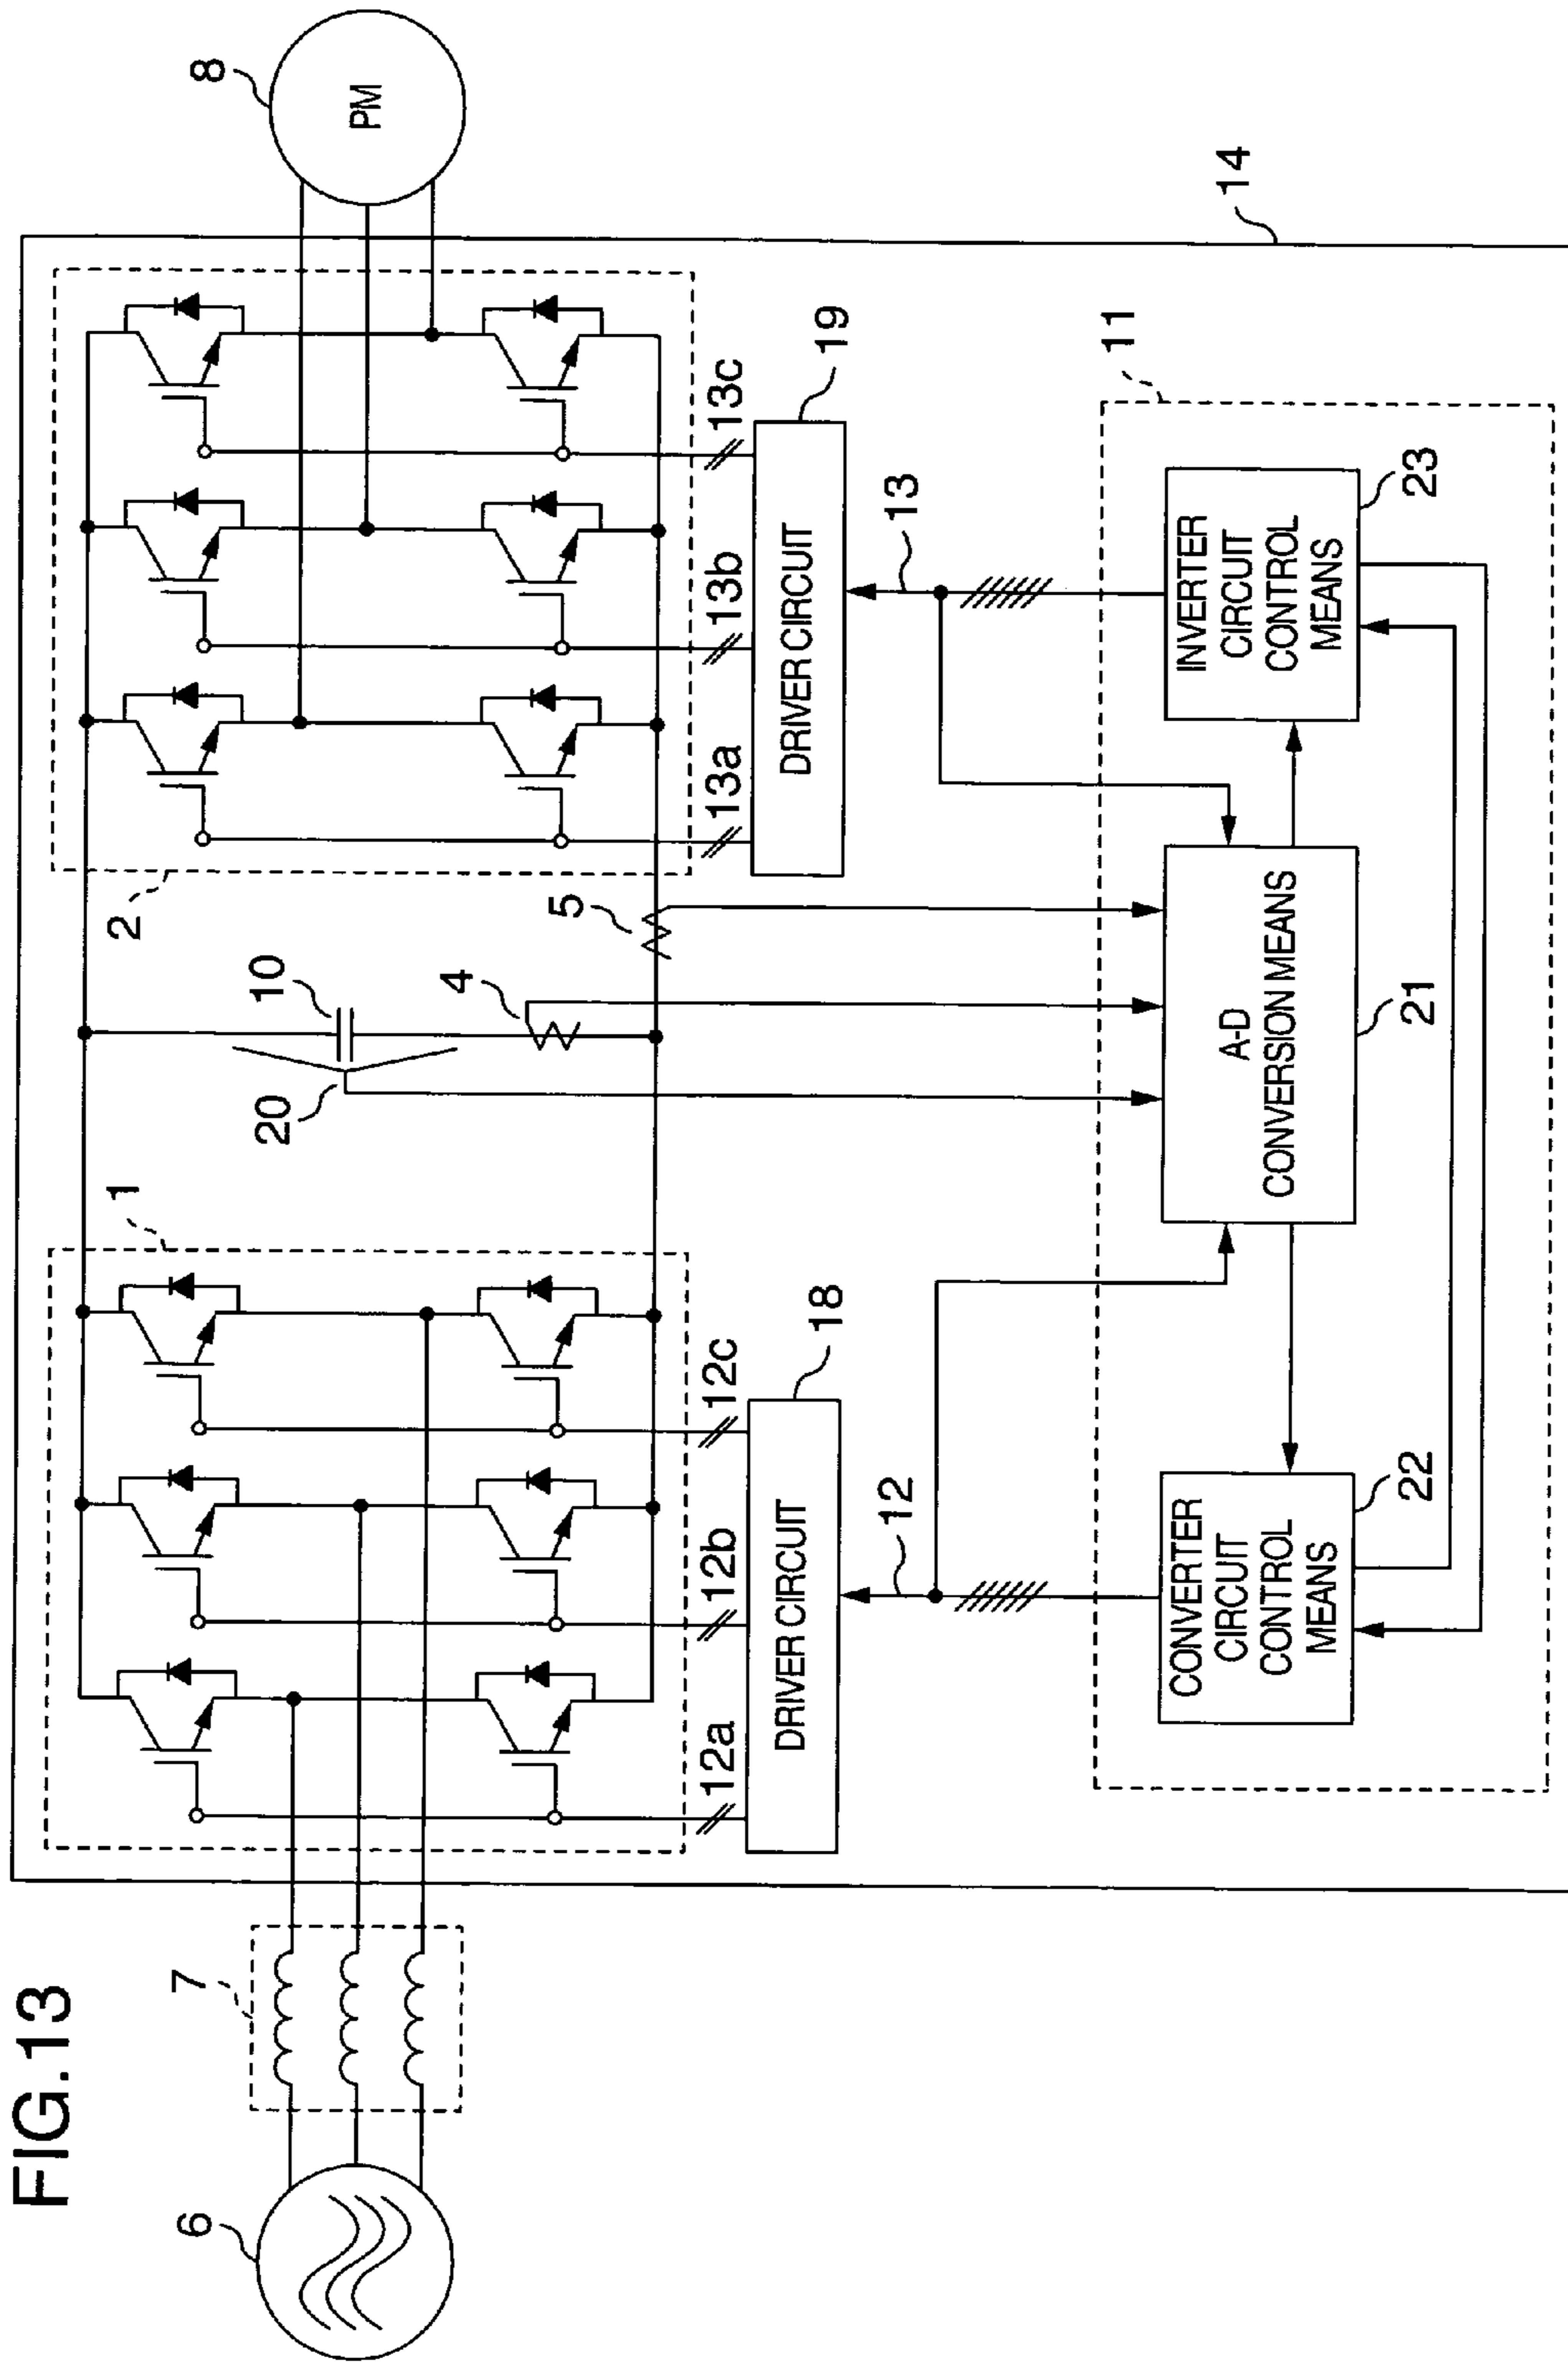 FIG.13
6
7
1
20
10
4
5
2
8
PM
12a
12b
12c
13a
13b
13c
DRIVER CIRCUIT
18
DRIVER CIRCUIT
19
12
13
14
11
CONVERTER
CIRCUIT
CONTROL
MEANS
22
A-D
CONVERSION MEANS
21
INVERTER
CIRCUIT
CONTROL
MEANS
23